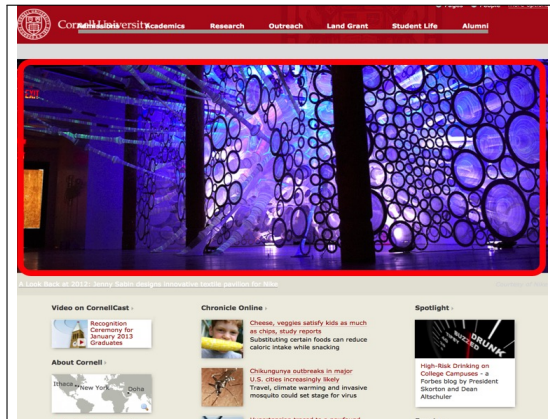 Cornell University
Admissions Academics Research Outreach Land Grant Student Life Alumni
EXIT
A Look Back at 2012: Jenny Sabin designs innovative textile pavilion for Nike
Video on CornellCast
Recognition
Ceremony for
January 2013
Graduates
About Cornell
Ithaca New York Doha
Chronicle Online
Cheese, veggies satisfy kids as much
as chips, study reports
Substituting certain foods can reduce
caloric intake while snacking
Chikungunya outbreaks in major
U.S. cities increasingly likely
Travel, climate warming and invasive
mosquito could set stage for virus
Spotlight
BUZZED
DRUNK
High-Risk Drinking on
College Campuses - a
Forbes blog by President
Skorton and Dean
Altschuler